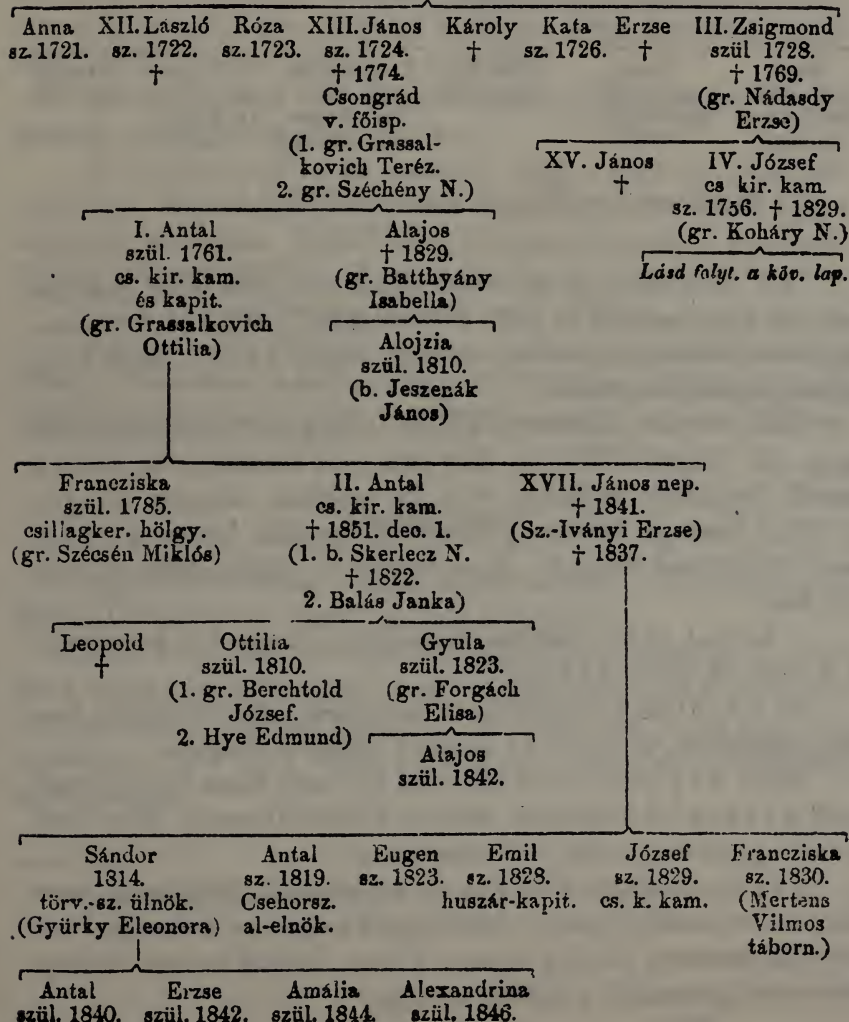 Anna XII. László Róza XIII. János Károly Kata Erzse III. Zsigmond
sz. 1721. sz. 1722. sz. 1723. sz. 1724. † sz. 1726. † szül 1728.
† † 1774. † 1769.
Csongrád (gr. Nádasdy
v. főisp. Erzse)
(1. gr. Grassal-
kovich Teréz. XV. János IV. József
2. gr. Széchény N.) † cs kir. kam.
sz. 1756. † 1829.
(gr. Koháry N.)
Lásd folyt. a köv. lap.
I. Antal Alajos
szül. 1761. † 1829.
cs. kir. kam. (gr. Batthyány
és kapit. Isabella)
(gr. Grassalkovich
Ottilia) Alojzia
szül. 1810.
(b. Jeszenák
János)
Francziska II. Antal XVII. János nep.
szül. 1785. cs. kir. kam. † 1841.
csillagker. hölgy. † 1851. dec. 1. (Sz.-Iványi Erzse)
(gr. Szécsén Miklós) (1. b. Skerlecz N. † 1837.
† 1822.
2. Balás Janka)
Leopold Ottilia Gyula
† szül. 1810. szül. 1823.
(1. gr. Berchtold (gr. Forgách
József. Elisa)
2. Hye Edmund)
Alajos
szül. 1842.
Sándor Antal Eugen Emil József Francziska
1814. sz. 1819. sz. 1823. sz. 1828. sz. 1829. sz. 1830.
törv.-sz. ülnök. Csehorsz. huszár-kapit. cs. k. kam. (Mertens
(Gyürky Eleonora) al-elnök. Vilmos
táborn.)
Antal Erzse Amália Alexandrina
szül. 1840. szül. 1842. szül. 1844. szül. 1846.